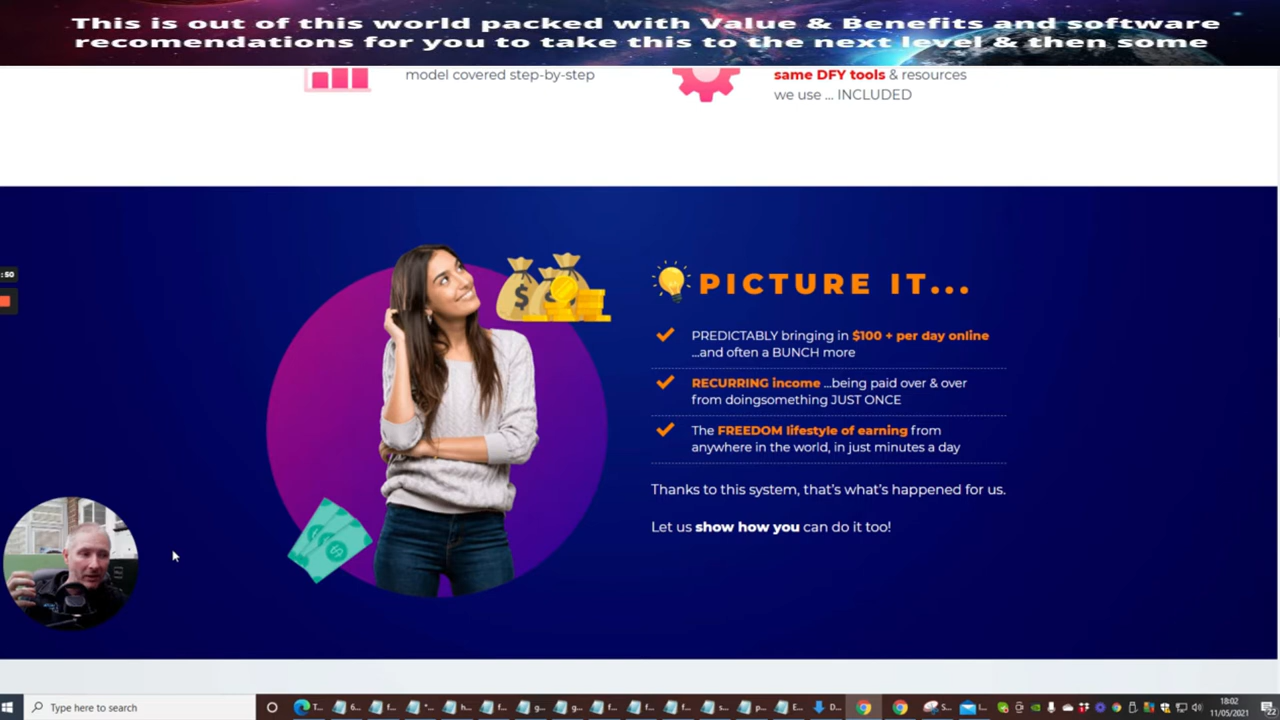 This is out of this world packed with Value & Benefits and software
recomendations for you to take this to the next level & then some
model covered step-by-step
same DFY tools & resources
we use ... INCLUDED
:50
PICTURE IT...
PREDICTABLY bringing in $100 + per day online
...and often a BUNCH more
RECURRING income ...being paid over & over
from doingsomething JUST ONCE
The FREEDOM lifestyle of earning from
anywhere in the world, in just minutes a day
Thanks to this system, that's what's happened for us.
Let us show how you can do it too!
Type here to search
T... 6... f... "... h... f... g... g... f... f... f... s... p... E... D... S... I...
18:02
11/05/2021
22